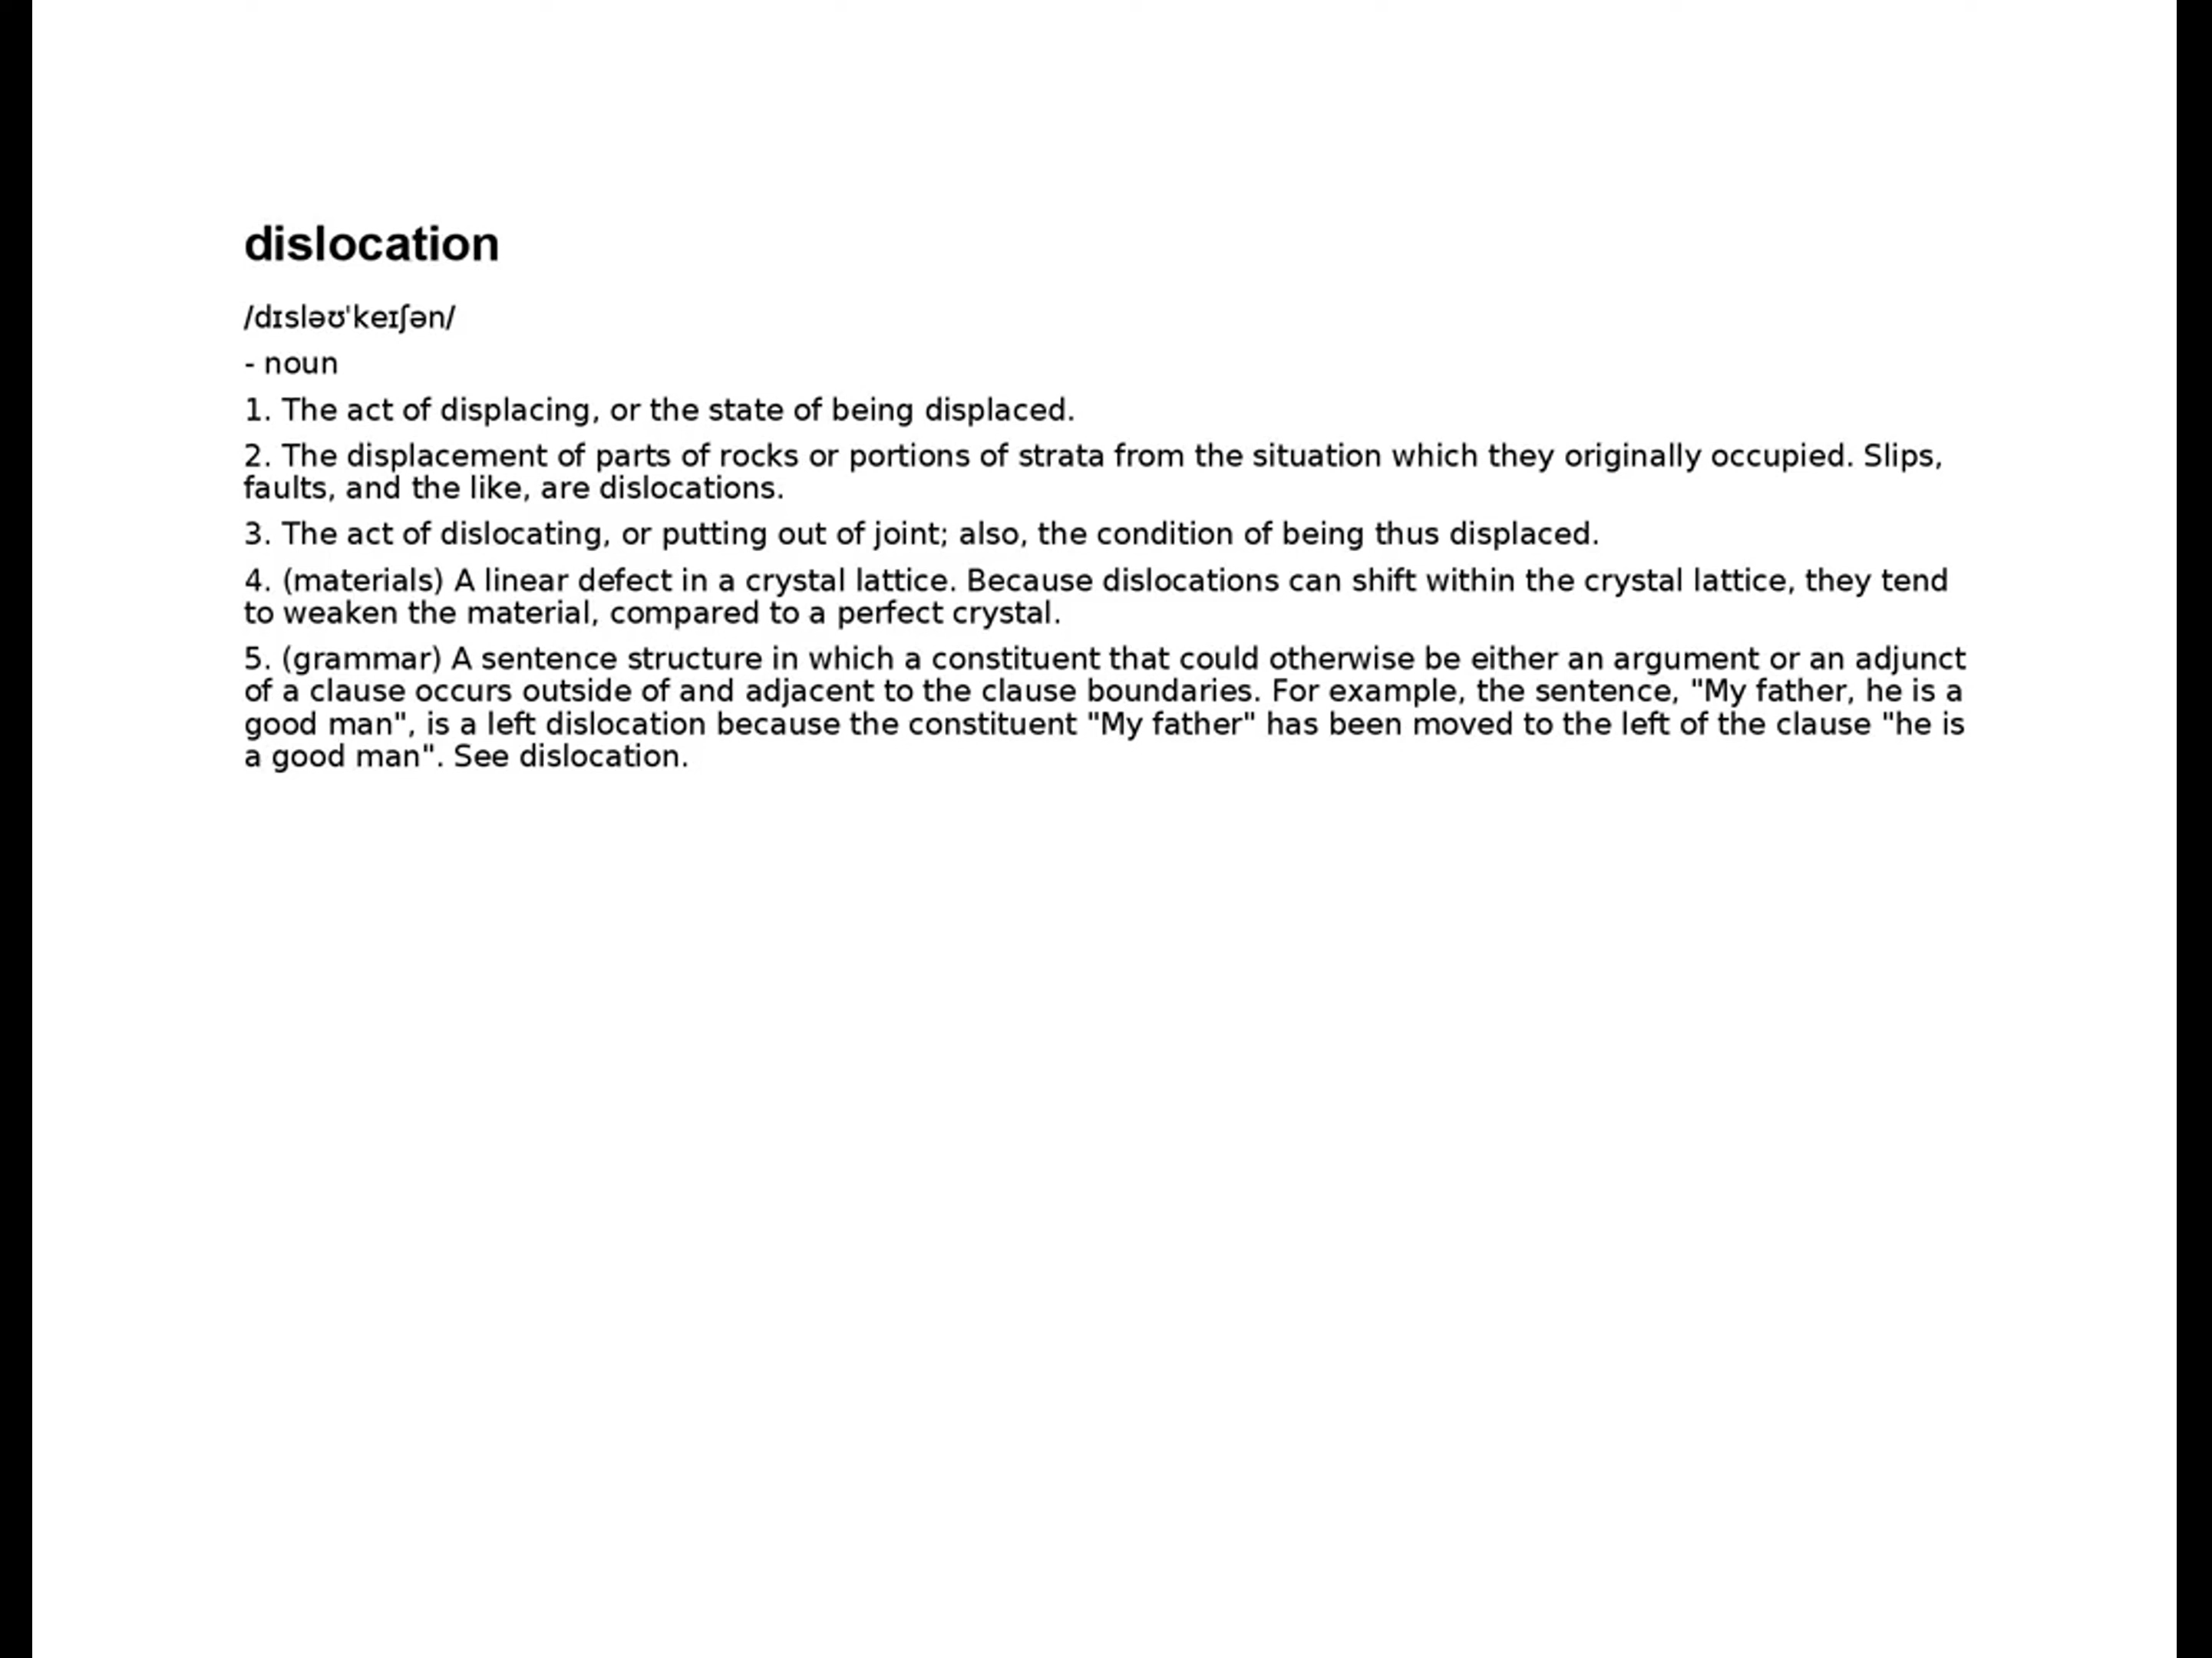 dislocation
/dɪsləʊˈkeɪʃən/
- noun
1. The act of displacing, or the state of being displaced.
2. The displacement of parts of rocks or portions of strata from the situation which they originally occupied. Slips,
faults, and the like, are dislocations.
3. The act of dislocating, or putting out of joint; also, the condition of being thus displaced.
4. (materials) A linear defect in a crystal lattice. Because dislocations can shift within the crystal lattice, they tend
to weaken the material, compared to a perfect crystal.
5. (grammar) A sentence structure in which a constituent that could otherwise be either an argument or an adjunct
of a clause occurs outside of and adjacent to the clause boundaries. For example, the sentence, "My father, he is a
good man", is a left dislocation because the constituent "My father" has been moved to the left of the clause "he is
a good man". See dislocation.